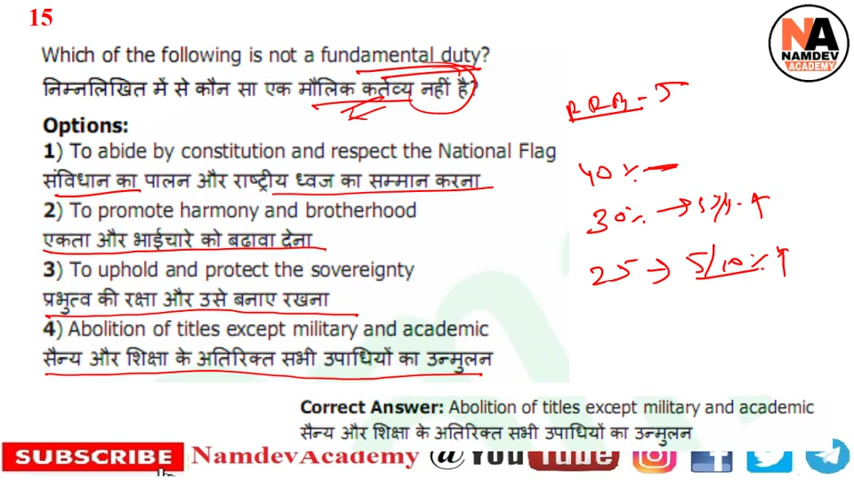 15
NA
NAMDEV
ACADEMY
Which of the following is not a fundamental duty?
निम्नलिखित में से कौन सा एक मौलिक कर्तव्य नहीं है?
RRB - 5
Options:
1) To abide by constitution and respect the National Flag
संविधान का पालन और राष्ट्रीय ध्वज का सम्मान करना
40 %
2) To promote harmony and brotherhood
एकता और भाईचारे को बढ़ावा देना
30%
3) To uphold and protect the sovereignty
प्रभुत्व की रक्षा और उसे बनाए रखना
25 → 5/10%
4) Abolition of titles except military and academic
सैन्य और शिक्षा के अतिरिक्त सभी उपाधियों का उन्मुलन
Correct Answer: Abolition of titles except military and academic
सैन्य और शिक्षा के अतिरिक्त सभी उपाधियों का उन्मुलन
SUBSCRIBE NamdevAcademy @YouTube